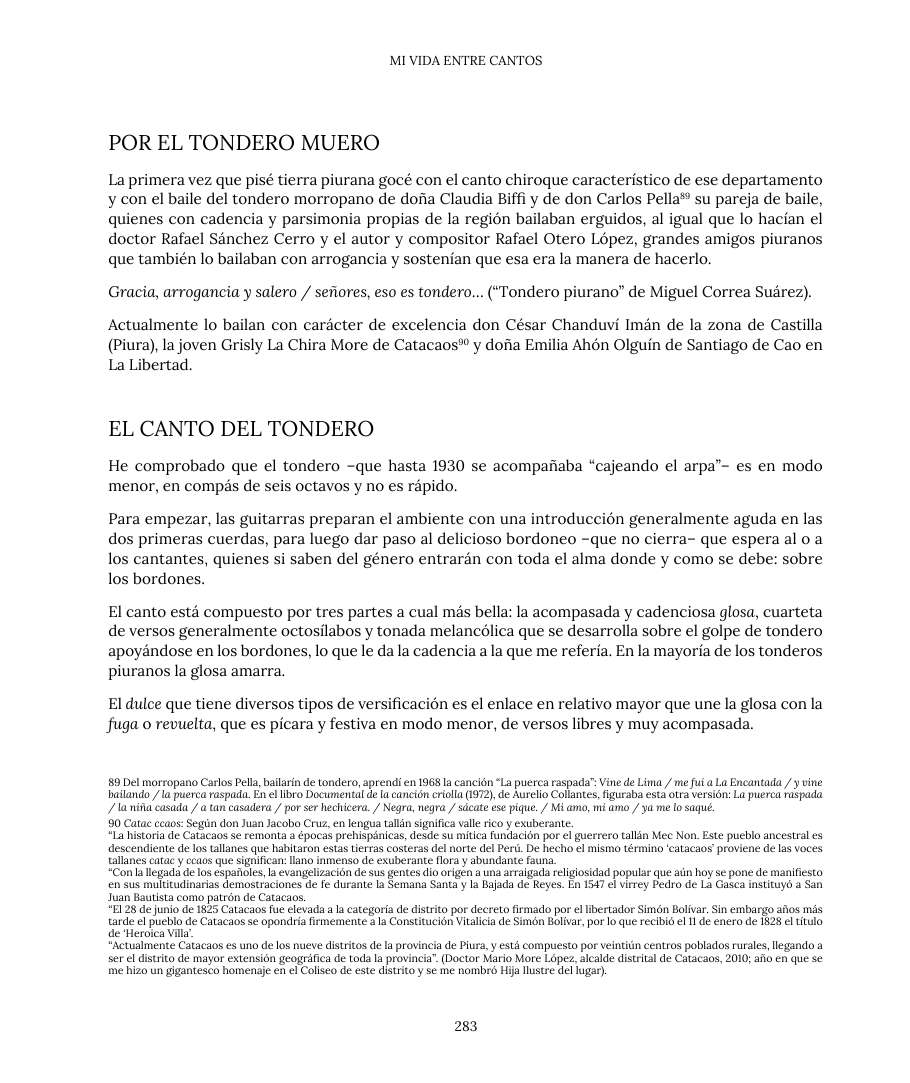 MI VIDA ENTRE CANTOS
POR EL TONDERO MUERO
La primera vez que pisé tierra piurana gocé con el canto chiroque característico de ese departamento
y con el baile del tondero morropano de doña Claudia Biffi y de don Carlos Pella⁸⁹ su pareja de baile,
quienes con cadencia y parsimonia propias de la región bailaban erguidos, al igual que lo hacían el
doctor Rafael Sánchez Cerro y el autor y compositor Rafael Otero López, grandes amigos piuranos
que también lo bailaban con arrogancia y sostenían que esa era la manera de hacerlo.
Gracia, arrogancia y salero / señores, eso es tondero… (“Tondero piurano” de Miguel Correa Suárez).
Actualmente lo bailan con carácter de excelencia don César Chanduví Imán de la zona de Castilla
(Piura), la joven Grisly La Chira More de Catacaos⁹⁰ y doña Emilia Ahón Olguín de Santiago de Cao en
La Libertad.
EL CANTO DEL TONDERO
He comprobado que el tondero –que hasta 1930 se acompañaba “cajeando el arpa”– es en modo
menor, en compás de seis octavos y no es rápido.
Para empezar, las guitarras preparan el ambiente con una introducción generalmente aguda en las
dos primeras cuerdas, para luego dar paso al delicioso bordoneo –que no cierra– que espera al o a
los cantantes, quienes si saben del género entrarán con toda el alma donde y como se debe: sobre
los bordones.
El canto está compuesto por tres partes a cual más bella: la acompasada y cadenciosa glosa, cuarteta
de versos generalmente octosílabos y tonada melancólica que se desarrolla sobre el golpe de tondero
apoyándose en los bordones, lo que le da la cadencia a la que me refería. En la mayoría de los tonderos
piuranos la glosa amarra.
El dulce que tiene diversos tipos de versificación es el enlace en relativo mayor que une la glosa con la
fuga o revuelta, que es pícara y festiva en modo menor, de versos libres y muy acompasada.
89 Del morropano Carlos Pella, bailarín de tondero, aprendí en 1968 la canción “La puerca raspada”: Vine de Lima / me fui a La Encantada / y vine
bailando / la puerca raspada. En el libro Documental de la canción criolla (1972), de Aurelio Collantes, figuraba esta otra versión: La puerca raspada
/ la niña casada / a tan casadera / por ser hechicera. / Negra, negra / sácate ese pique. / Mi amo, mi amo / ya me lo saqué.
90 Catac ccaos: Según don Juan Jacobo Cruz, en lengua tallán significa valle rico y exuberante.
“La historia de Catacaos se remonta a épocas prehispánicas, desde su mítica fundación por el guerrero tallán Mec Non. Este pueblo ancestral es
descendiente de los tallanes que habitaron estas tierras costeras del norte del Perú. De hecho el mismo término ‘catacaos’ proviene de las voces
tallanes catac y ccaos que significan: llano inmenso de exuberante flora y abundante fauna.
“Con la llegada de los españoles, la evangelización de sus gentes dio origen a una arraigada religiosidad popular que aún hoy se pone de manifiesto
en sus multitudinarias demostraciones de fe durante la Semana Santa y la Bajada de Reyes. En 1547 el virrey Pedro de La Gasca instituyó a San
Juan Bautista como patrón de Catacaos.
“El 28 de junio de 1825 Catacaos fue elevada a la categoría de distrito por decreto firmado por el libertador Simón Bolívar. Sin embargo años más
tarde el pueblo de Catacaos se opondría firmemente a la Constitución Vitalicia de Simón Bolívar, por lo que recibió el 11 de enero de 1828 el título
de ‘Heroica Villa’.
“Actualmente Catacaos es uno de los nueve distritos de la provincia de Piura, y está compuesto por veintiún centros poblados rurales, llegando a
ser el distrito de mayor extensión geográfica de toda la provincia”. (Doctor Mario More López, alcalde distrital de Catacaos, 2010; año en que se
me hizo un gigantesco homenaje en el Coliseo de este distrito y se me nombró Hija Ilustre del lugar).
283